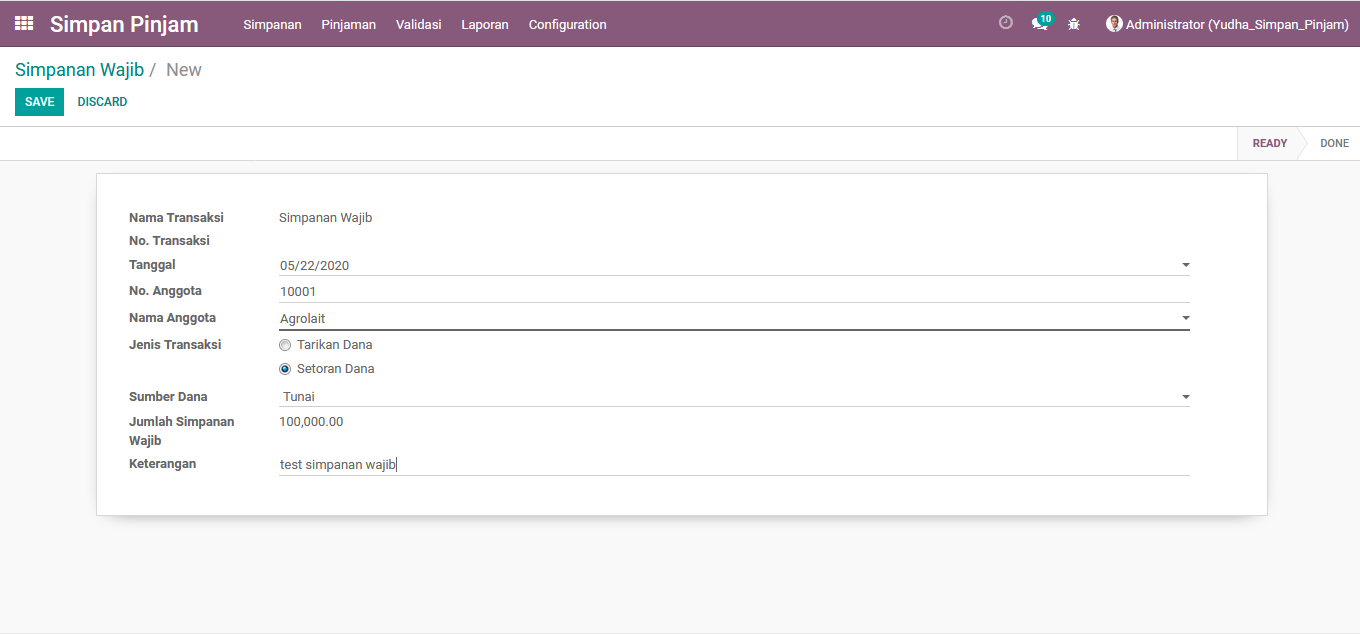 Simpan Pinjam Simpanan Pinjaman Validasi Laporan Configuration 10 Administrator (Yudha_Simpan_Pinjam)
Simpanan Wajib / New
SAVE DISCARD
READY DONE
Nama Transaksi Simpanan Wajib
No. Transaksi
Tanggal 05/22/2020
No. Anggota 10001
Nama Anggota Agrolait
Jenis Transaksi Tarikan Dana
Setoran Dana
Sumber Dana Tunai
Jumlah Simpanan 100,000.00
Wajib
Keterangan test simpanan wajib